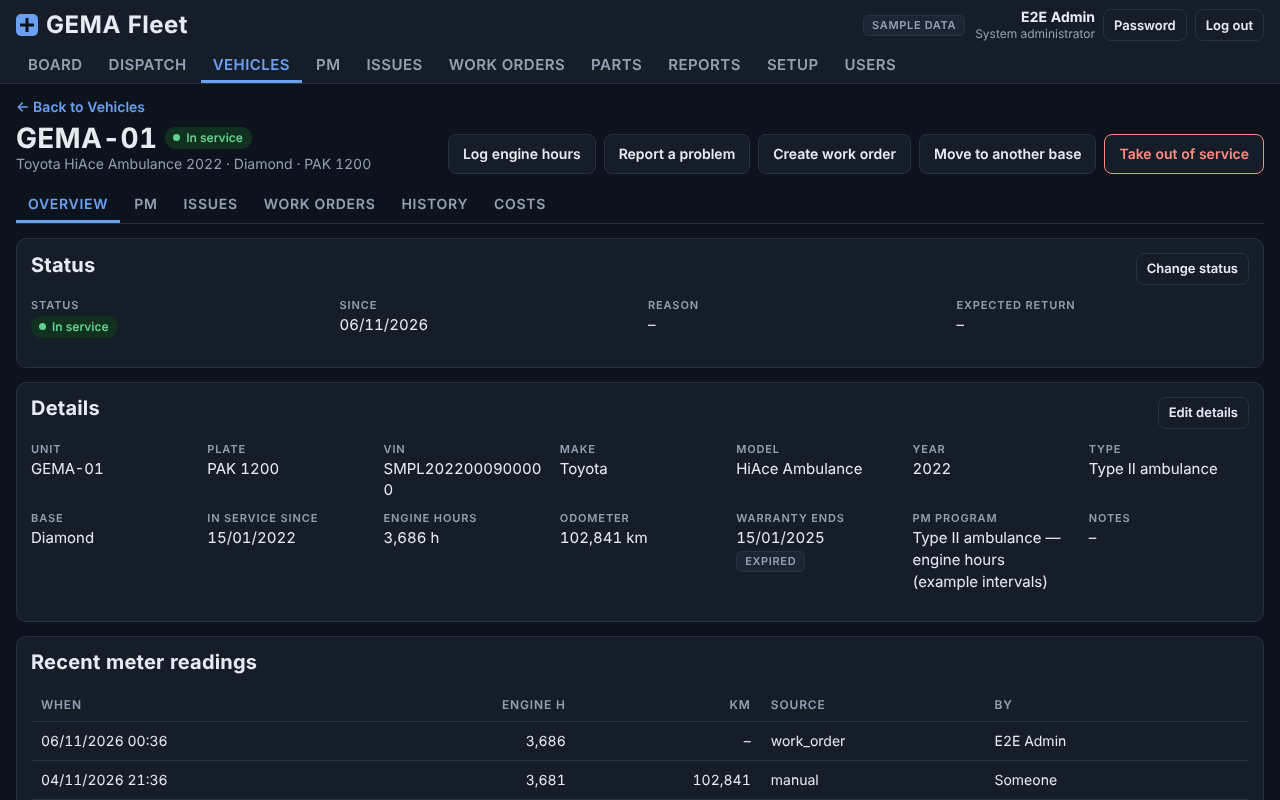 GEMA Fleet
SAMPLE DATA
E2E Admin
System administrator
Password
Log out
BOARD DISPATCH VEHICLES PM ISSUES WORK ORDERS PARTS REPORTS SETUP USERS
← Back to Vehicles
GEMA-01 In service
Toyota HiAce Ambulance 2022 · Diamond · PAK 1200
Log engine hours Report a problem Create work order Move to another base Take out of service
OVERVIEW PM ISSUES WORK ORDERS HISTORY COSTS
Status
Change status
STATUS SINCE REASON EXPECTED RETURN
In service 06/11/2026 – –
Details
Edit details
UNIT PLATE VIN MAKE MODEL YEAR TYPE
GEMA-01 PAK 1200 SMPL202200090000 Toyota HiAce Ambulance 2022 Type II ambulance
0
BASE IN SERVICE SINCE ENGINE HOURS ODOMETER WARRANTY ENDS PM PROGRAM NOTES
Diamond 15/01/2022 3,686 h 102,841 km 15/01/2025 Type II ambulance — –
EXPIRED engine hours
(example intervals)
Recent meter readings
WHEN ENGINE H KM SOURCE BY
06/11/2026 00:36 3,686 – work_order E2E Admin
04/11/2026 21:36 3,681 102,841 manual Someone